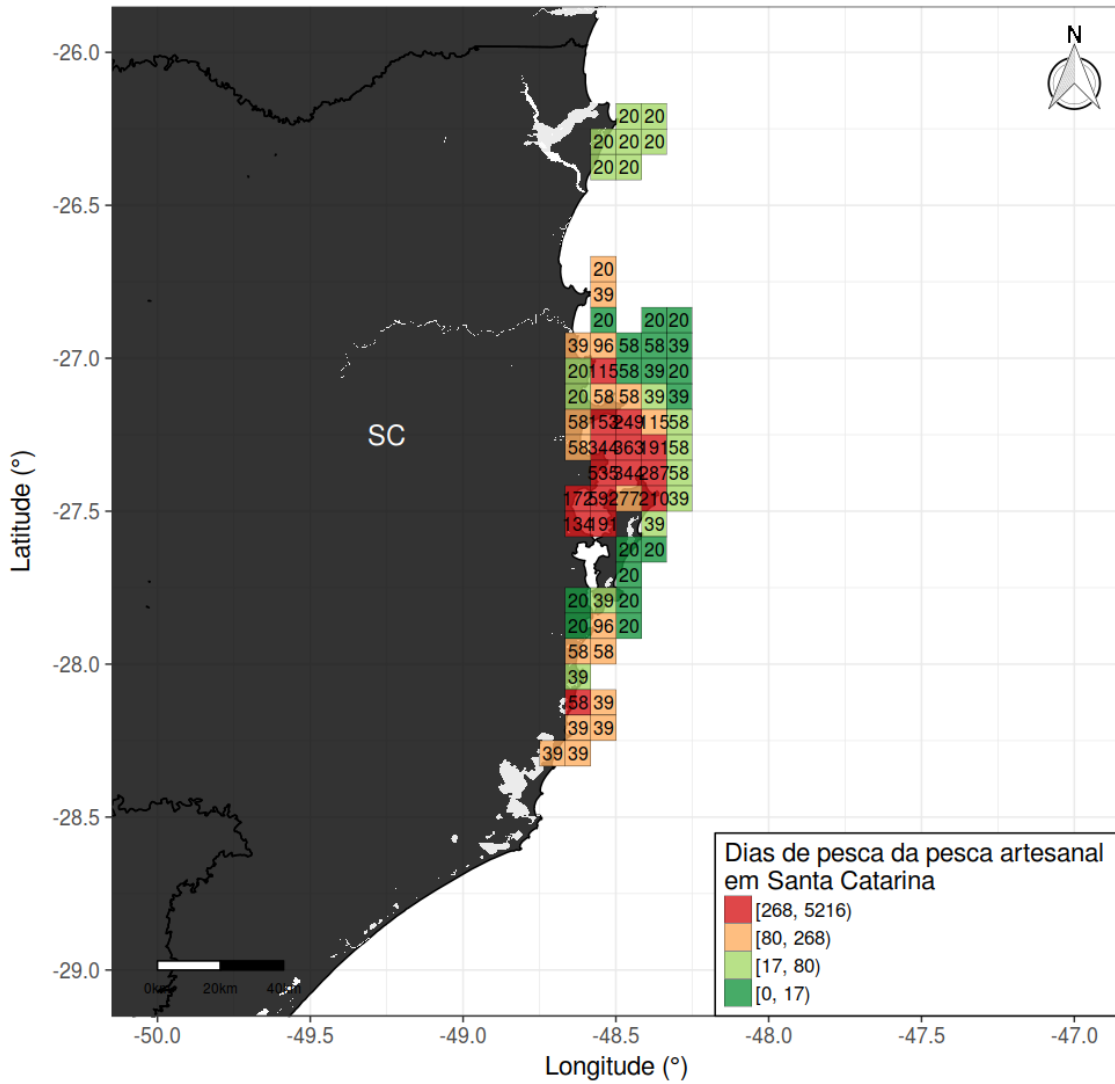 N
-26.0
20 20
20 20 20
20 20
-26.5
20
39
20 20 20
-27.0
39 96 58 58 39
20 115 58 39 20
20 58 58 39 39
58 153 249 115 58
SC
58 344 363 191 58
535 344 287 58
-27.5
172 592 277 210 39
134 191 39
20 20
20
20 39 20
20 96 20
-28.0
58 58
39
58 39
39 39
39 39
-28.5
Latitude (°)
Dias de pesca da pesca artesanal
em Santa Catarina
[268, 5216)
[80, 268)
[17, 80)
[0, 17)
-29.0
0km 20km 40km
-50.0 -49.5 -49.0 -48.5 -48.0 -47.5 -47.0
Longitude (°)